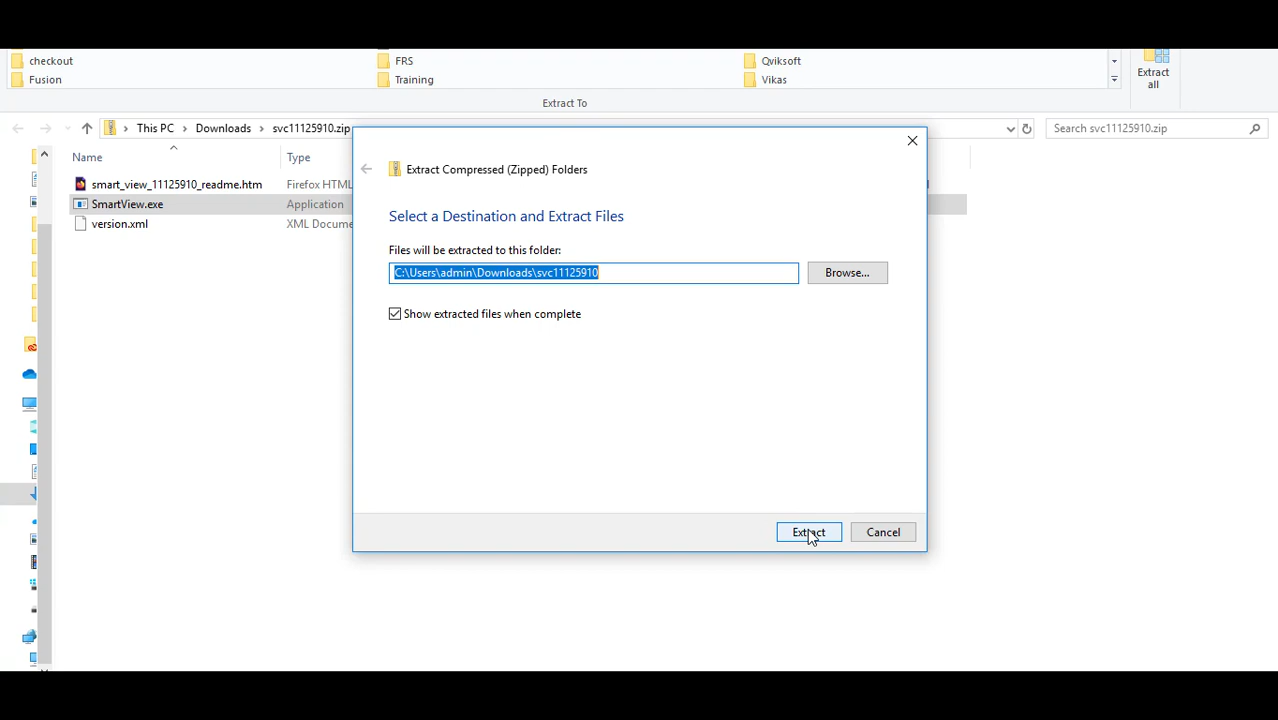 checkout FRS Qviksoft
Fusion Training Vikas
Extract all
Extract To
This PC Downloads svc11125910.zip Search svc11125910.zip
Name Type
smart_view_11125910_readme.htm Firefox HTML
SmartView.exe Application
version.xml XML Docume
Extract Compressed (Zipped) Folders
Select a Destination and Extract Files
Files will be extracted to this folder:
C:\Users\admin\Downloads\svc11125910 Browse...
Show extracted files when complete
Extract Cancel